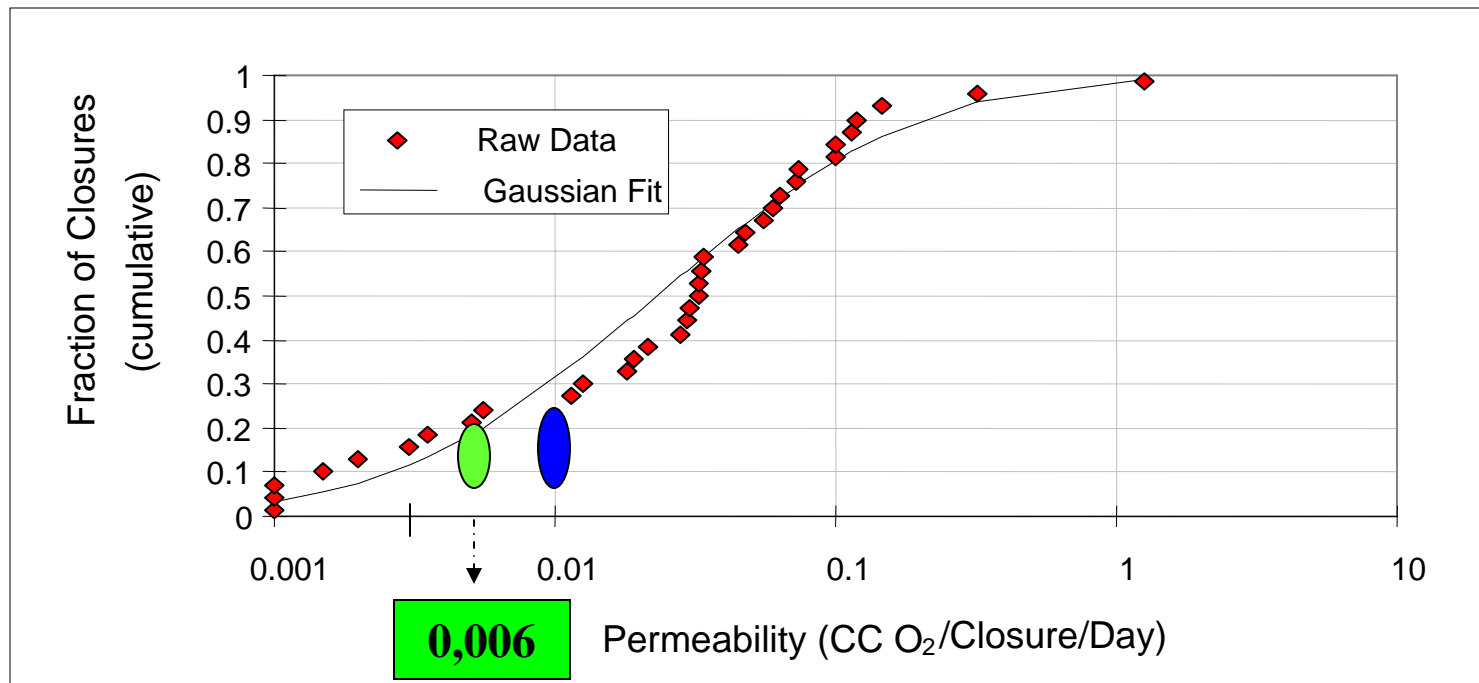 Fraction of Closures
(cumulative)
1
0.9
0.8
0.7
0.6
0.5
0.4
0.3
0.2
0.1
0
Raw Data
Gaussian Fit
0.001 0.01 0.1 1 10
0,006
Permeability (CC O₂/Closure/Day)